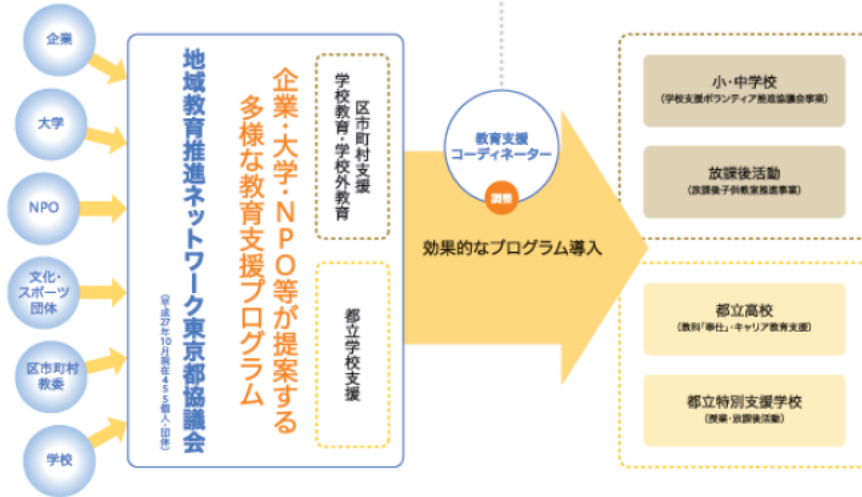 企業
大学
NPO
文化・
スポーツ
団体
区市町村
教委
学校
地域教育推進ネットワーク東京都協議会
(平成27年10月現在455個人・団体)
企業・大学・NPO等が提案する
多様な教育支援プログラム
区市町村支援
学校教育・学校外教育
都立学校支援
教育支援
コーディネーター
調整
効果的なプログラム導入
小・中学校
(学校支援ボランティア推進協議会事業)
放課後活動
(放課後子供教室推進事業)
都立高校
(教科「奉仕」・キャリア教育支援)
都立特別支援学校
(授業・放課後活動)